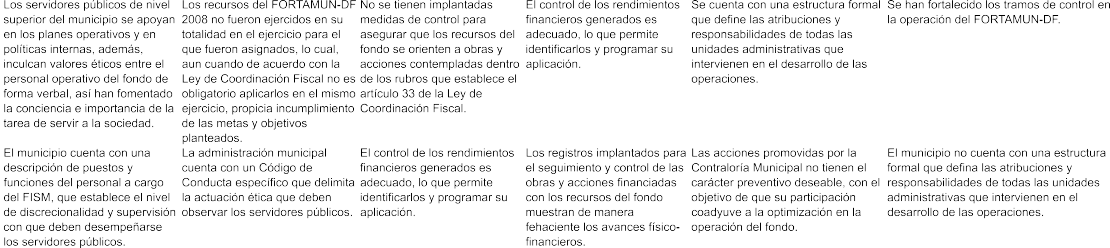 Los servidores públicos de nivel
superior del municipio se apoyan
en los planes operativos y en
políticas internas, además,
inculcan valores éticos entre el
personal operativo del fondo de
forma verbal, así han fomentado
la conciencia e importancia de la
tarea de servir a la sociedad.
Los recursos del FORTAMUN-DF
2008 no fueron ejercidos en su
totalidad en el ejercicio para el
que fueron asignados, lo cual,
aun cuando de acuerdo con la
Ley de Coordinación Fiscal no es
obligatorio aplicarlos en el mismo
ejercicio, propicia incumplimiento
de las metas y objetivos
planteados.
No se tienen implantadas
medidas de control para
asegurar que los recursos del
fondo se orienten a obras y
acciones contempladas dentro
de los rubros que establece el
artículo 33 de la Ley de
Coordinación Fiscal.
El control de los rendimientos
financieros generados es
adecuado, lo que permite
identificarlos y programar su
aplicación.
Se cuenta con una estructura formal
que define las atribuciones y
responsabilidades de todas las
unidades administrativas que
intervienen en el desarrollo de las
operaciones.
Se han fortalecido los tramos de control en
la operación del FORTAMUN-DF.
El municipio cuenta con una
descripción de puestos y
funciones del personal a cargo
del FISM, que establece el nivel
de discrecionalidad y supervisión
con que deben desempeñarse
los servidores públicos.
La administración municipal
cuenta con un Código de
Conducta específico que delimita
la actuación ética que deben
observar los servidores públicos.
El control de los rendimientos
financieros generados es
adecuado, lo que permite
identificarlos y programar su
aplicación.
Los registros implantados para
el seguimiento y control de las
obras y acciones financiadas
con los recursos del fondo
muestran de manera
fehaciente los avances físico-
financieros.
Las acciones promovidas por la
Contraloría Municipal no tienen el
carácter preventivo deseable, con el
objetivo de que su participación
coadyuve a la optimización en la
operación del fondo.
El municipio no cuenta con una estructura
formal que defina las atribuciones y
responsabilidades de todas las unidades
administrativas que intervienen en el
desarrollo de las operaciones.